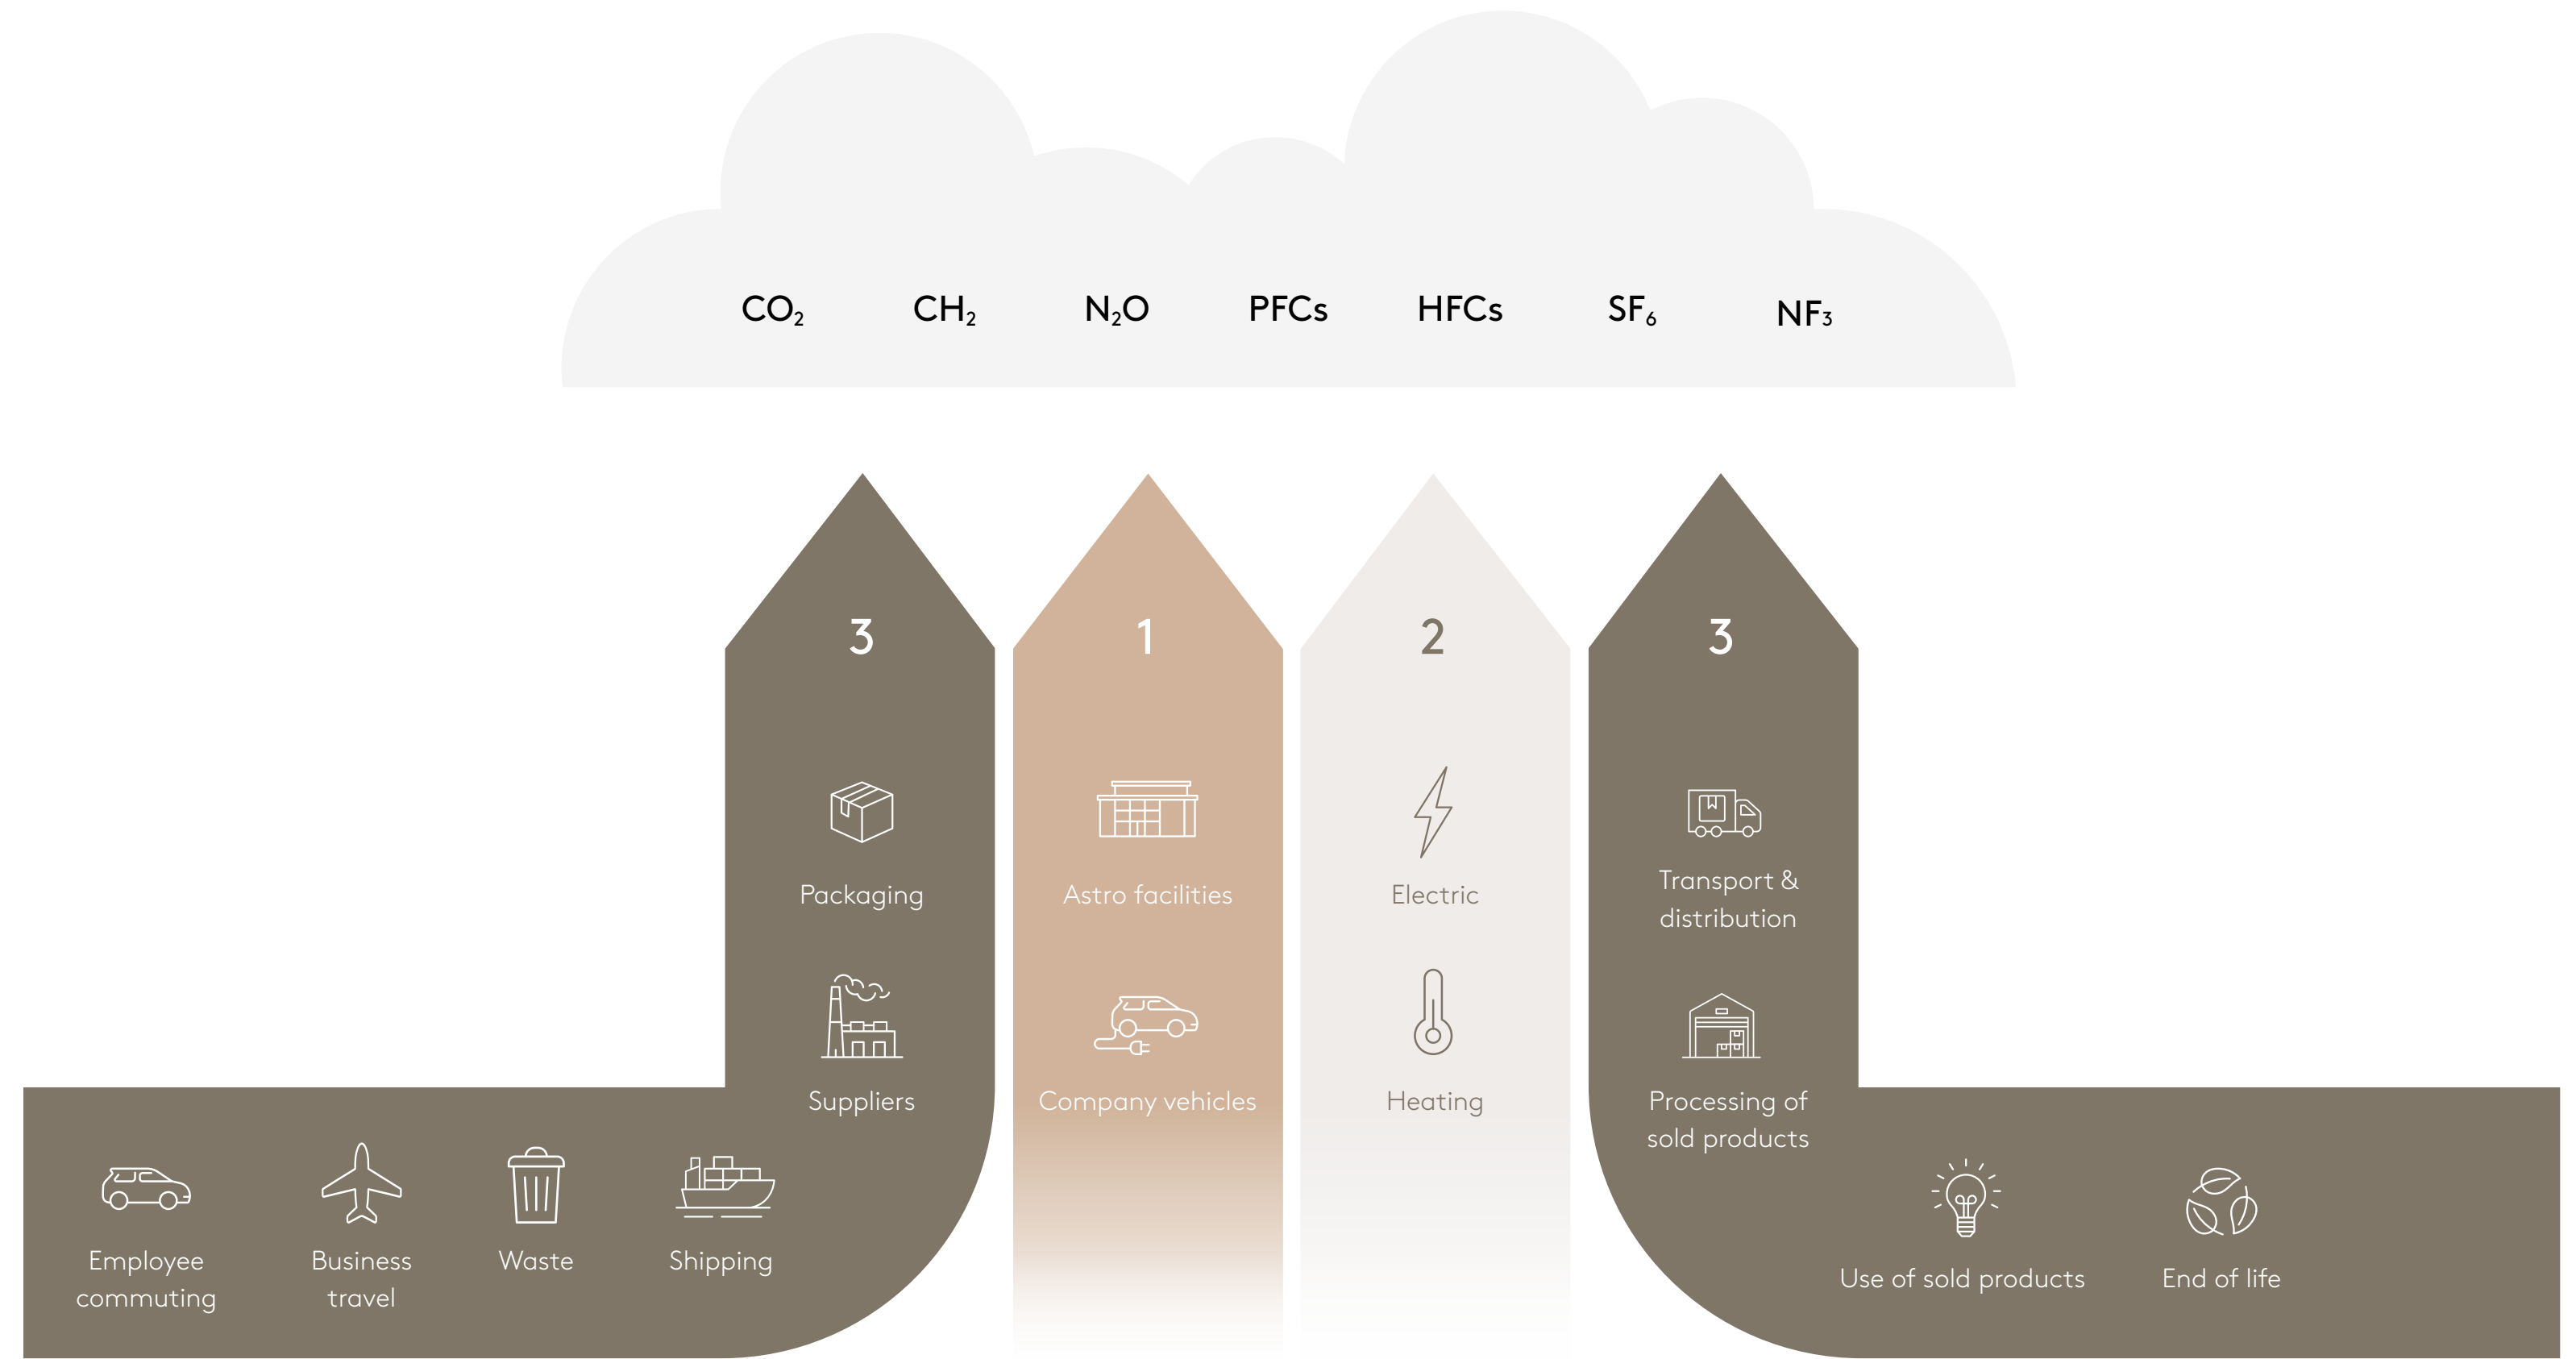 CO₂ CH₂ N₂O PFCs HFCs SF₆ NF₃
3
Packaging
Suppliers
Employee
commuting
Business
travel
Waste
Shipping
1
Astro facilities
Company vehicles
2
Electric
Heating
3
Transport &
distribution
Processing of
sold products
Use of sold products
End of life